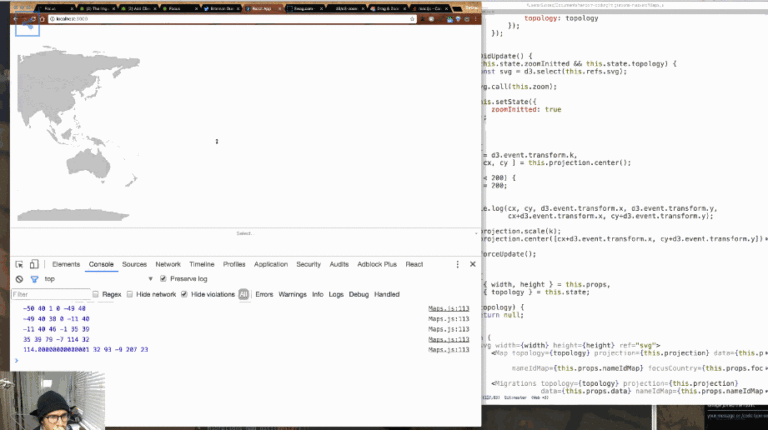 Focus
React App
localhost:3000
Select...
Elements Console Sources Network Timeline Profiles Application Security Audits Adblock Plus React
top
Preserve log
Filter
Regex Hide network Hide violations All Errors Warnings Info Logs Debug Handled
-50 40 1 0 -49 40 Maps.js:113
-49 40 38 0 -11 40 Maps.js:113
-11 40 46 -1 35 39 Maps.js:113
35 39 79 -7 114 32 Maps.js:113
114.00000000000001 32 93 -9 207 23 Maps.js:113
topology: topology
});
});
DidUpdate() {
this.state.zoomInitted && this.state.topology) {
nst svg = d3.select(this.refs.svg);
vg.call(this.zoom);
his.setState({
zoomInitted: true
= d3.event.transform.k,
cx, cy ] = this.projection.center();
< 200) {
= 200;
e.log(cx, cy, d3.event.transform.x, d3.event.transform.y,
cx+d3.event.transform.x, cy+d3.event.transform.y);
projection.scale(k);
projection.center([cx+d3.event.transform.x, cy+d3.event.transform.y])
forceUpdate();
{ width, height } = this.props,
{ topology } = this.state;
topology) {
turn null;
svg width={width} height={height} ref="svg">
<Map topology={topology} projection={this.projection} data={this.p
nameIdMap={this.props.nameIdMap} focusCountry={this.props.foc
<Migrations topology={topology} projection={this.projection}
data={this.props.data} nameIdMap={this.props.nameIdMap}